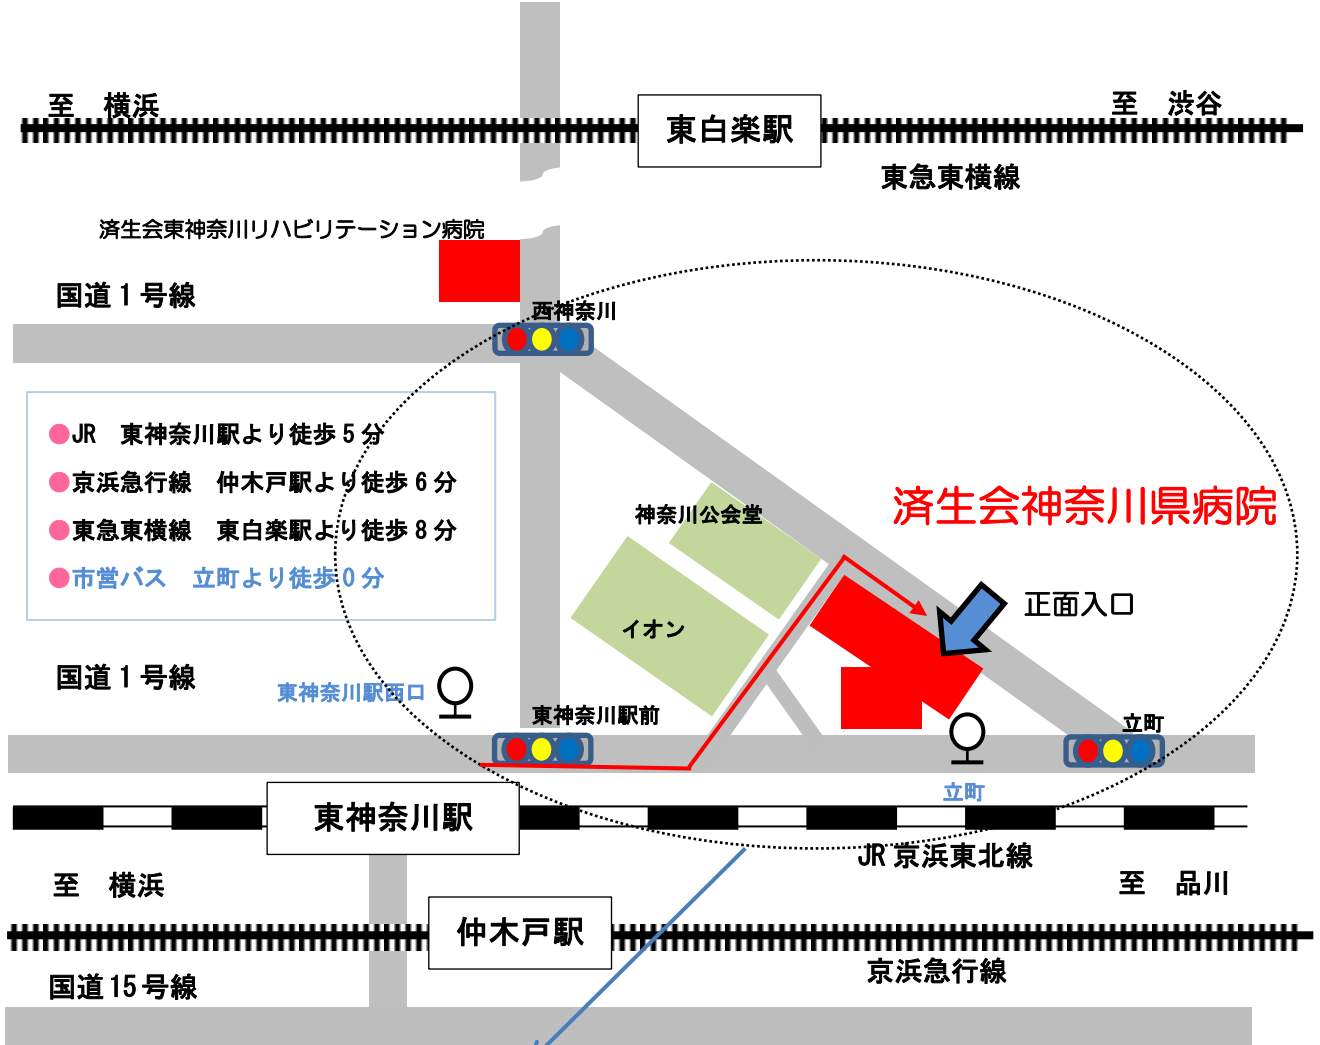 至　横浜
至　渋谷
東白楽駅
東急東横線
済生会東神奈川リハビリテーション病院
国道1号線
西神奈川
●JR　東神奈川駅より徒歩5分
●京浜急行線　仲木戸駅より徒歩6分
●東急東横線　東白楽駅より徒歩8分
●市営バス　立町より徒歩0分
神奈川公会堂
済生会神奈川県病院
正面入口
イオン
国道1号線
東神奈川駅西口
東神奈川駅前
立町
立町
東神奈川駅
JR京浜東北線
至　横浜
至　品川
仲木戸駅
京浜急行線
国道15号線